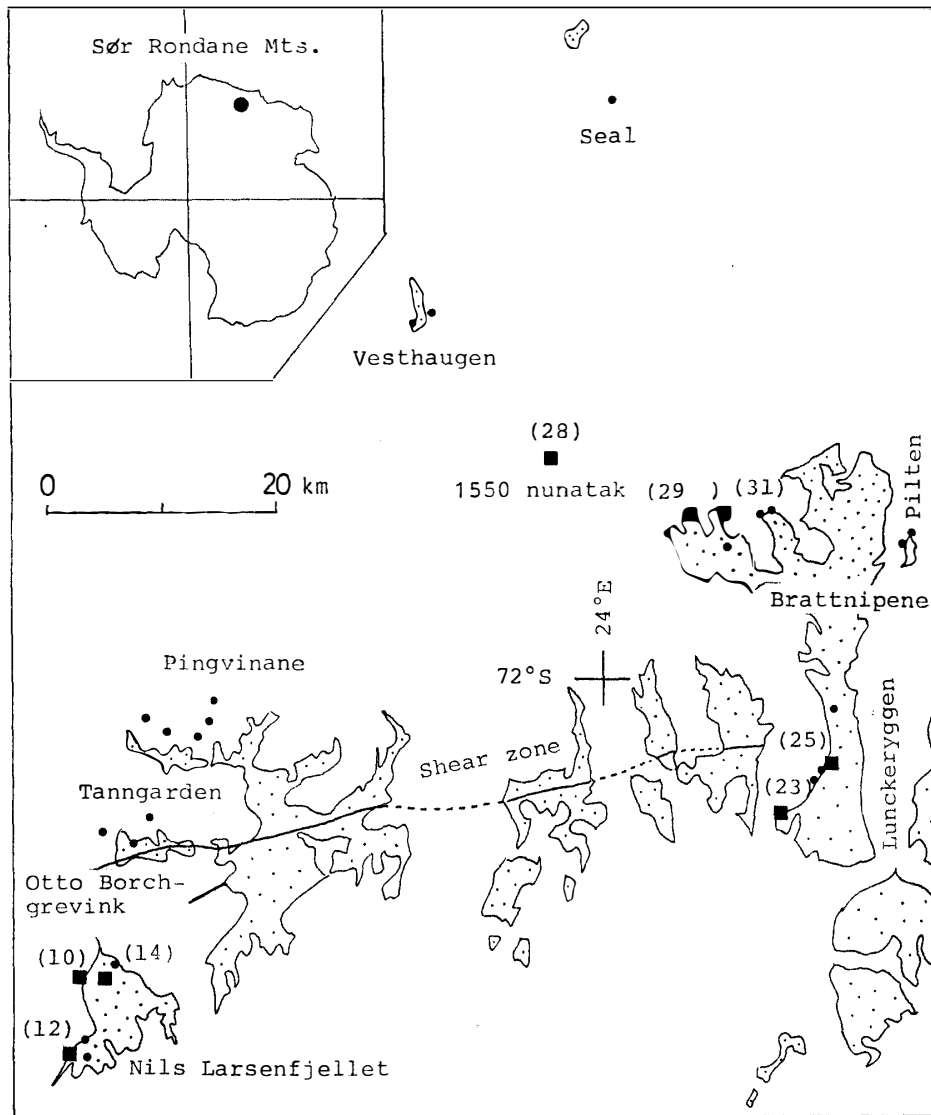 Sør Rondane Mts.
Seal
Vesthaugen
(28)
0 20 km
1550 nunatak (29 ) (31)
Pilten
Brattnipene
24°E
72°S
Pingvinane
Shear zone
(25)
Tanngarden
(23)
Lunckeryggen
Otto Borch-
grevink
(10) (14)
(12)
Nils Larsenfjellet